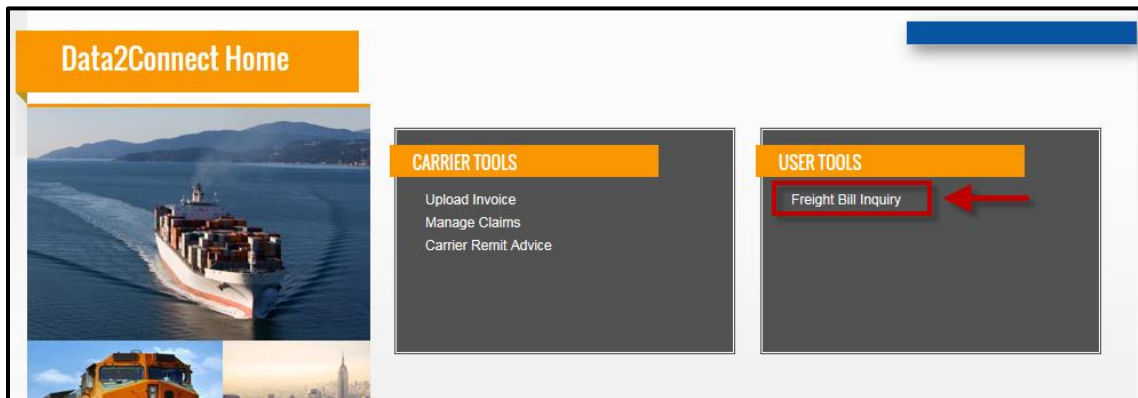 Data2Connect Home
CARRIER TOOLS
Upload Invoice
Manage Claims
Carrier Remit Advice
USER TOOLS
Freight Bill Inquiry